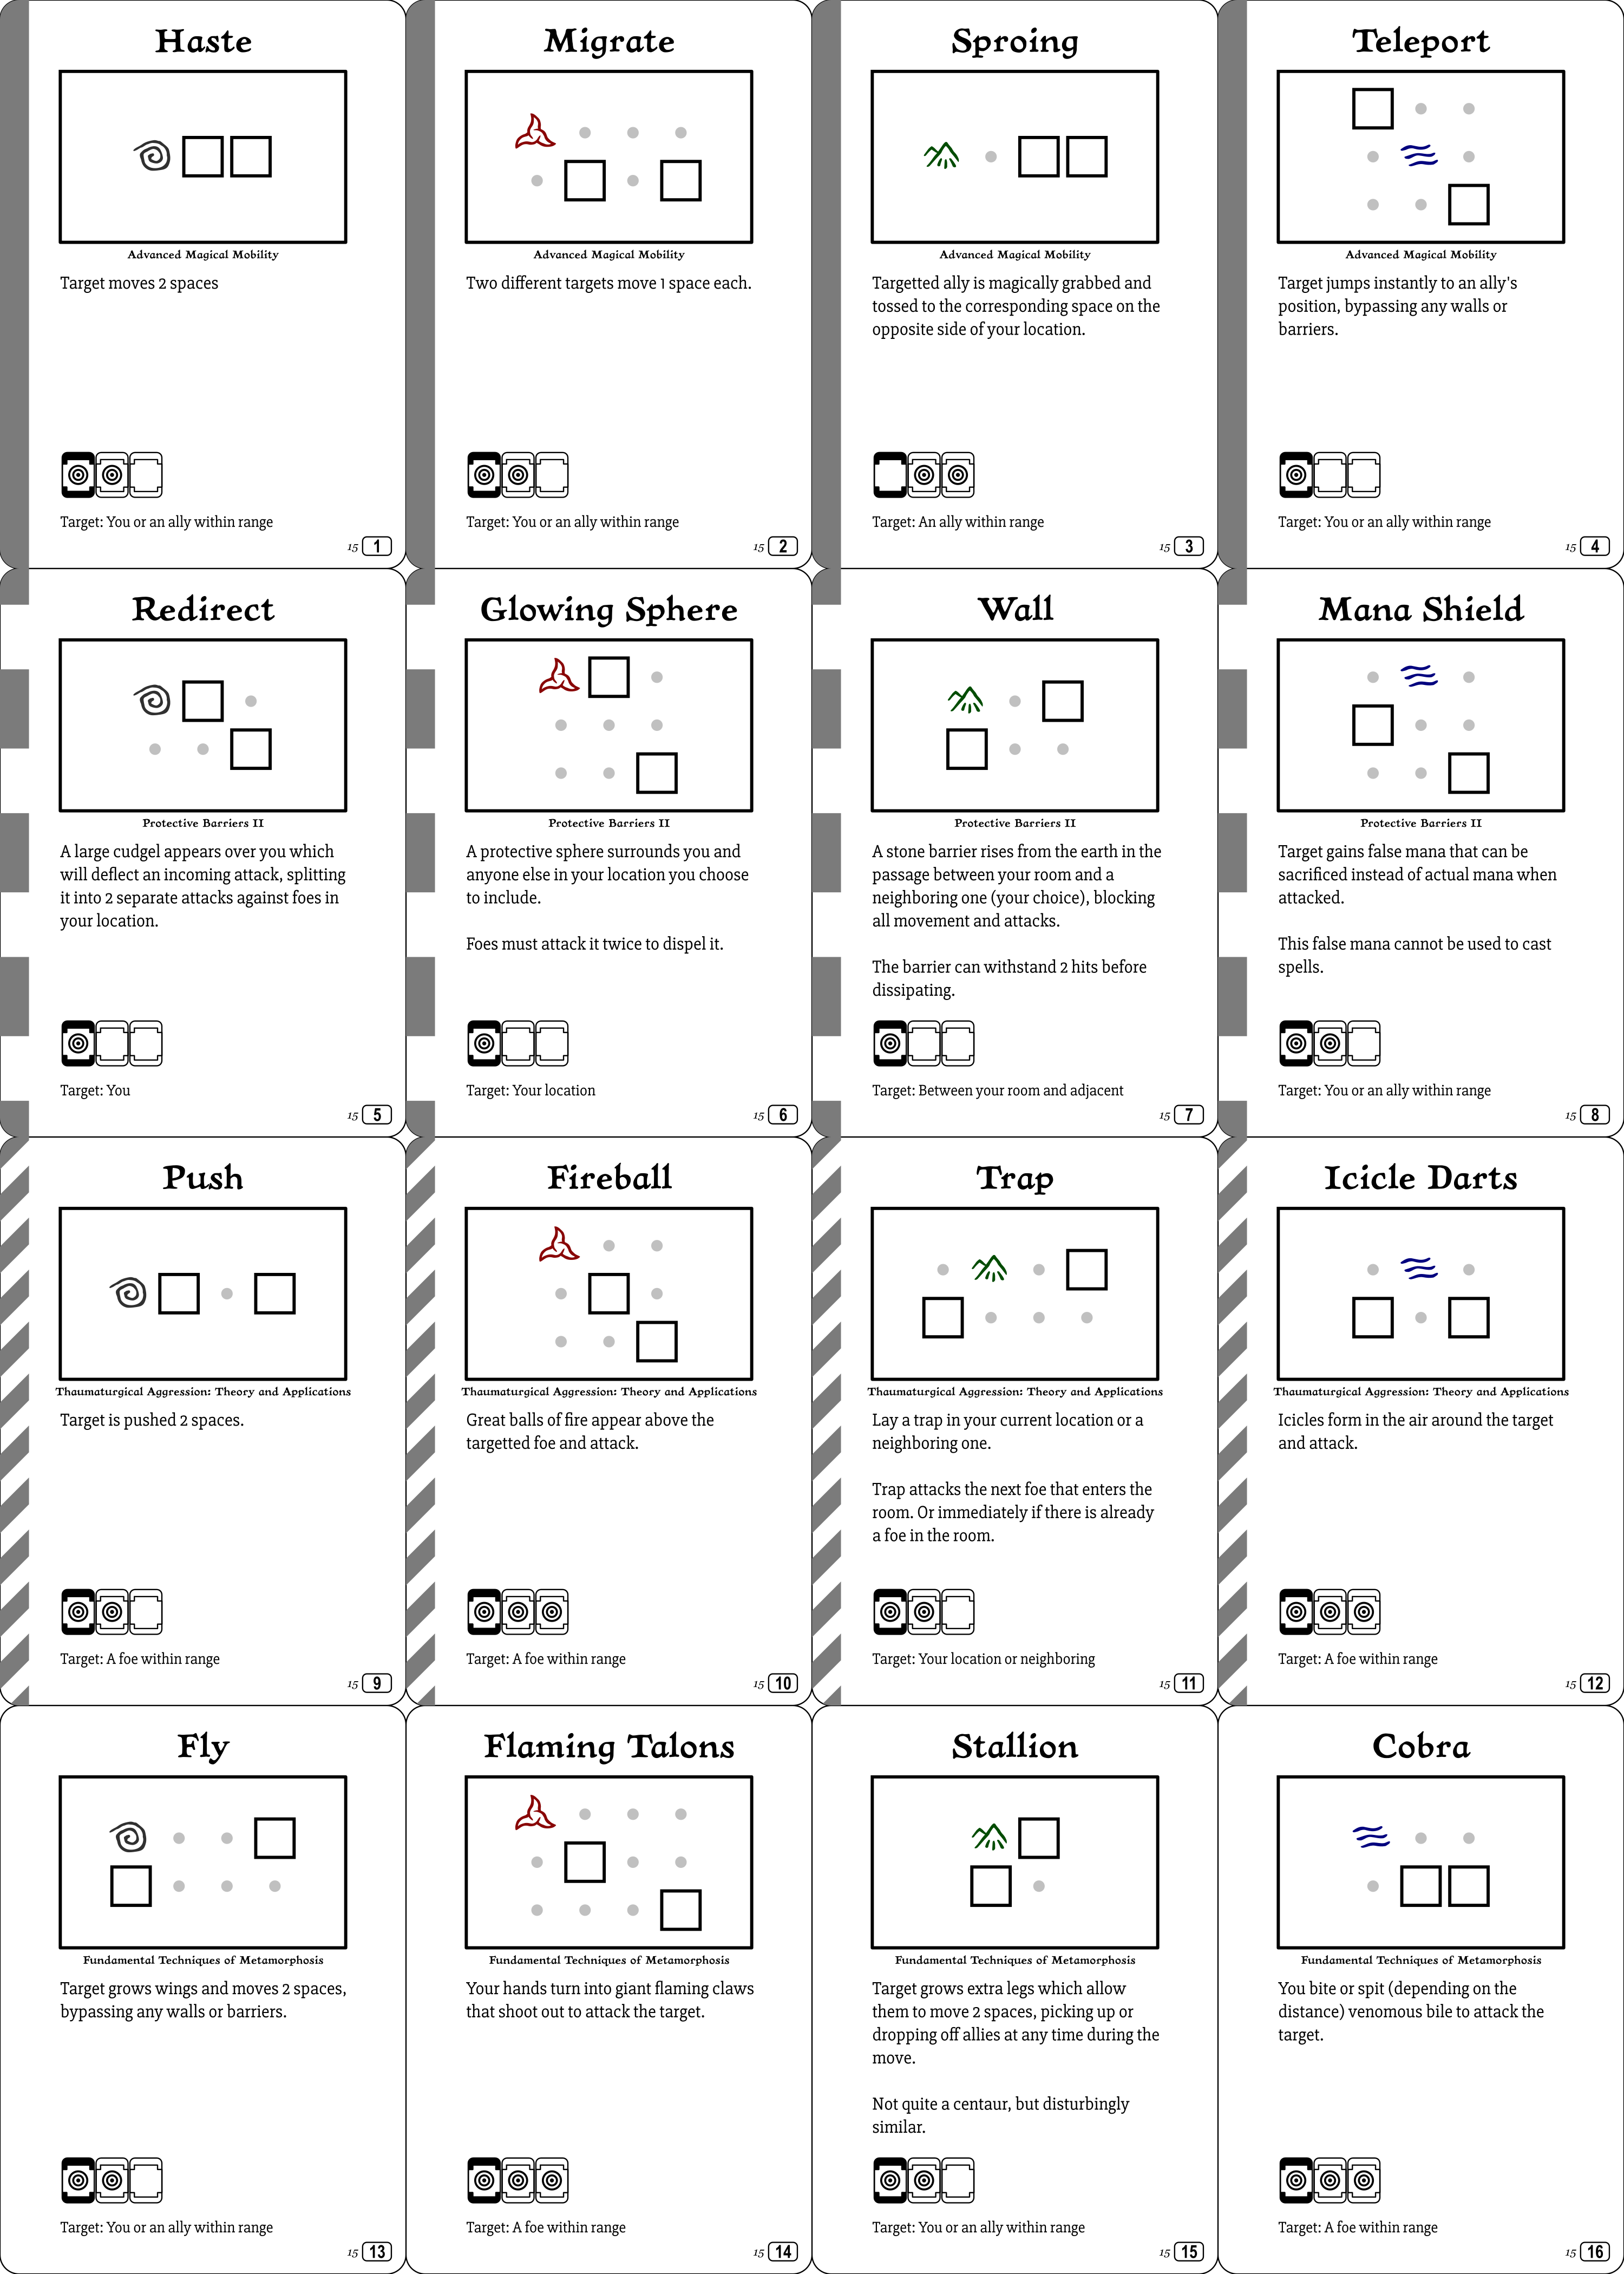 Haste
Advanced Magical Mobility
Target moves 2 spaces
Target: You or an ally within range
15 1
Migrate
Advanced Magical Mobility
Two different targets move 1 space each.
Target: You or an ally within range
15 2
Sproing
Advanced Magical Mobility
Targetted ally is magically grabbed and
tossed to the corresponding space on the
opposite side of your location.
Target: An ally within range
15 3
Teleport
Advanced Magical Mobility
Target jumps instantly to an ally's
position, bypassing any walls or
barriers.
Target: You or an ally within range
15 4
Redirect
Protective Barriers II
A large cudgel appears over you which
will deflect an incoming attack, splitting
it into 2 separate attacks against foes in
your location.
Target: You
15 5
Glowing Sphere
Protective Barriers II
A protective sphere surrounds you and
anyone else in your location you choose
to include.
Foes must attack it twice to dispel it.
Target: Your location
15 6
Wall
Protective Barriers II
A stone barrier rises from the earth in the
passage between your room and a
neighboring one (your choice), blocking
all movement and attacks.
The barrier can withstand 2 hits before
dissipating.
Target: Between your room and adjacent
15 7
Mana Shield
Protective Barriers II
Target gains false mana that can be
sacrificed instead of actual mana when
attacked.
This false mana cannot be used to cast
spells.
Target: You or an ally within range
15 8
Push
Thaumaturgical Aggression: Theory and Applications
Target is pushed 2 spaces.
Target: A foe within range
15 9
Fireball
Thaumaturgical Aggression: Theory and Applications
Great balls of fire appear above the
targetted foe and attack.
Target: A foe within range
15 10
Trap
Thaumaturgical Aggression: Theory and Applications
Lay a trap in your current location or a
neighboring one.
Trap attacks the next foe that enters the
room. Or immediately if there is already
a foe in the room.
Target: Your location or neighboring
15 11
Icicle Darts
Thaumaturgical Aggression: Theory and Applications
Icicles form in the air around the target
and attack.
Target: A foe within range
15 12
Fly
Fundamental Techniques of Metamorphosis
Target grows wings and moves 2 spaces,
bypassing any walls or barriers.
Target: You or an ally within range
15 13
Flaming Talons
Fundamental Techniques of Metamorphosis
Your hands turn into giant flaming claws
that shoot out to attack the target.
Target: A foe within range
15 14
Stallion
Fundamental Techniques of Metamorphosis
Target grows extra legs which allow
them to move 2 spaces, picking up or
dropping off allies at any time during the
move.
Not quite a centaur, but disturbingly
similar.
Target: You or an ally within range
15 15
Cobra
Fundamental Techniques of Metamorphosis
You bite or spit (depending on the
distance) venomous bile to attack the
target.
Target: A foe within range
15 16